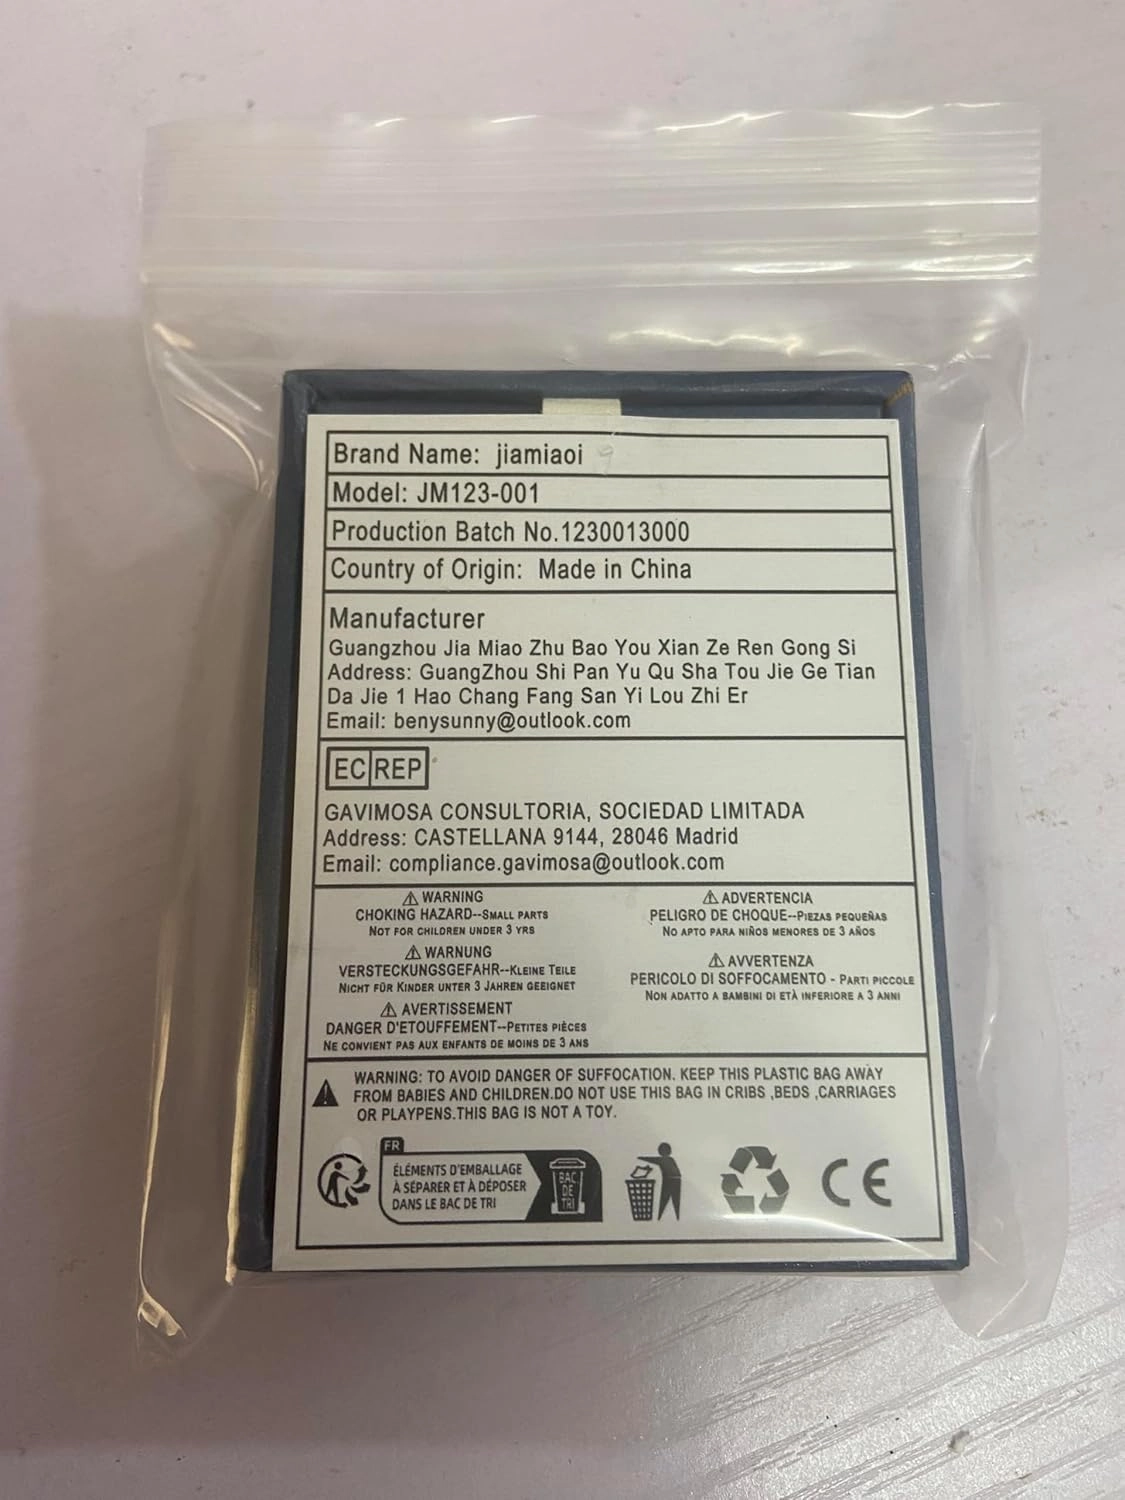 Brand Name: jiamiaoi
Model: JM123-001
Production Batch No.1230013000
Country of Origin: Made in China
Manufacturer
Guangzhou Jia Miao Zhu Bao You Xian Ze Ren Gong Si
Address: GuangZhou Shi Pan Yu Qu Sha Tou Jie Ge Tian
Da Jie 1 Hao Chang Fang San Yi Lou Zhi Er
Email: benysunny@outlook.com
EC REP
GAVIMOSA CONSULTORIA, SOCIEDAD LIMITADA
Address: CASTELLANA 9144, 28046 Madrid
Email: compliance.gavimosa@outlook.com
⚠ WARNING
CHOKING HAZARD--SMALL PARTS
NOT FOR CHILDREN UNDER 3 YRS
⚠ WARNUNG
VERSTECKUNGSGEFAHR--KLEINE TEILE
NICHT FÜR KINDER UNTER 3 JAHREN GEEIGNET
⚠ AVERTISSEMENT
DANGER D'ETOUFFEMENT--PETITES PIÈCES
NE CONVIENT PAS AUX ENFANTS DE MOINS DE 3 ANS
⚠ ADVERTENCIA
PELIGRO DE CHOQUE--PIEZAS PEQUEÑAS
NO APTO PARA NIÑOS MENORES DE 3 AÑOS
⚠ AVVERTENZA
PERICOLO DI SOFFOCAMENTO - PARTI PICCOLE
NON ADATTO A BAMBINI DI ETÀ INFERIORE A 3 ANNI
WARNING: TO AVOID DANGER OF SUFFOCATION. KEEP THIS PLASTIC BAG AWAY
FROM BABIES AND CHILDREN.DO NOT USE THIS BAG IN CRIBS ,BEDS ,CARRIAGES
OR PLAYPENS.THIS BAG IS NOT A TOY.
FR
ÉLÉMENTS D'EMBALLAGE
À SÉPARER ET À DÉPOSER
DANS LE BAC DE TRI
BAC
DE
TRI
CE